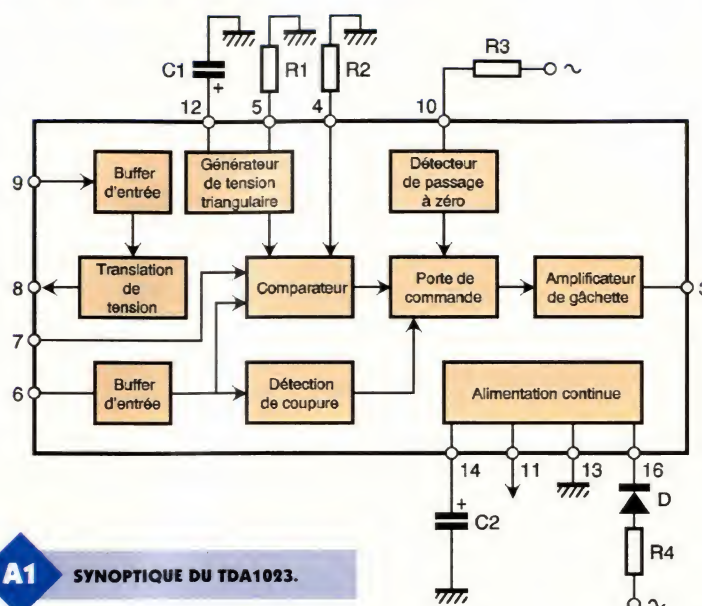 C1
+
R1
R2
R3
∼
12
5
4
10
9
Buffer
d'entrée
Générateur
de tension
triangulaire
Détecteur
de passage
à zéro
8
Translation
de
tension
Comparateur
Porte de
commande
Amplificateur
de gâchette
3
7
6
Buffer
d'entrée
Détection
de coupure
Alimentation continue
14
11
13
16
+
C2
D
R4
∼
A1
SYNOPTIQUE DU TDA1023.